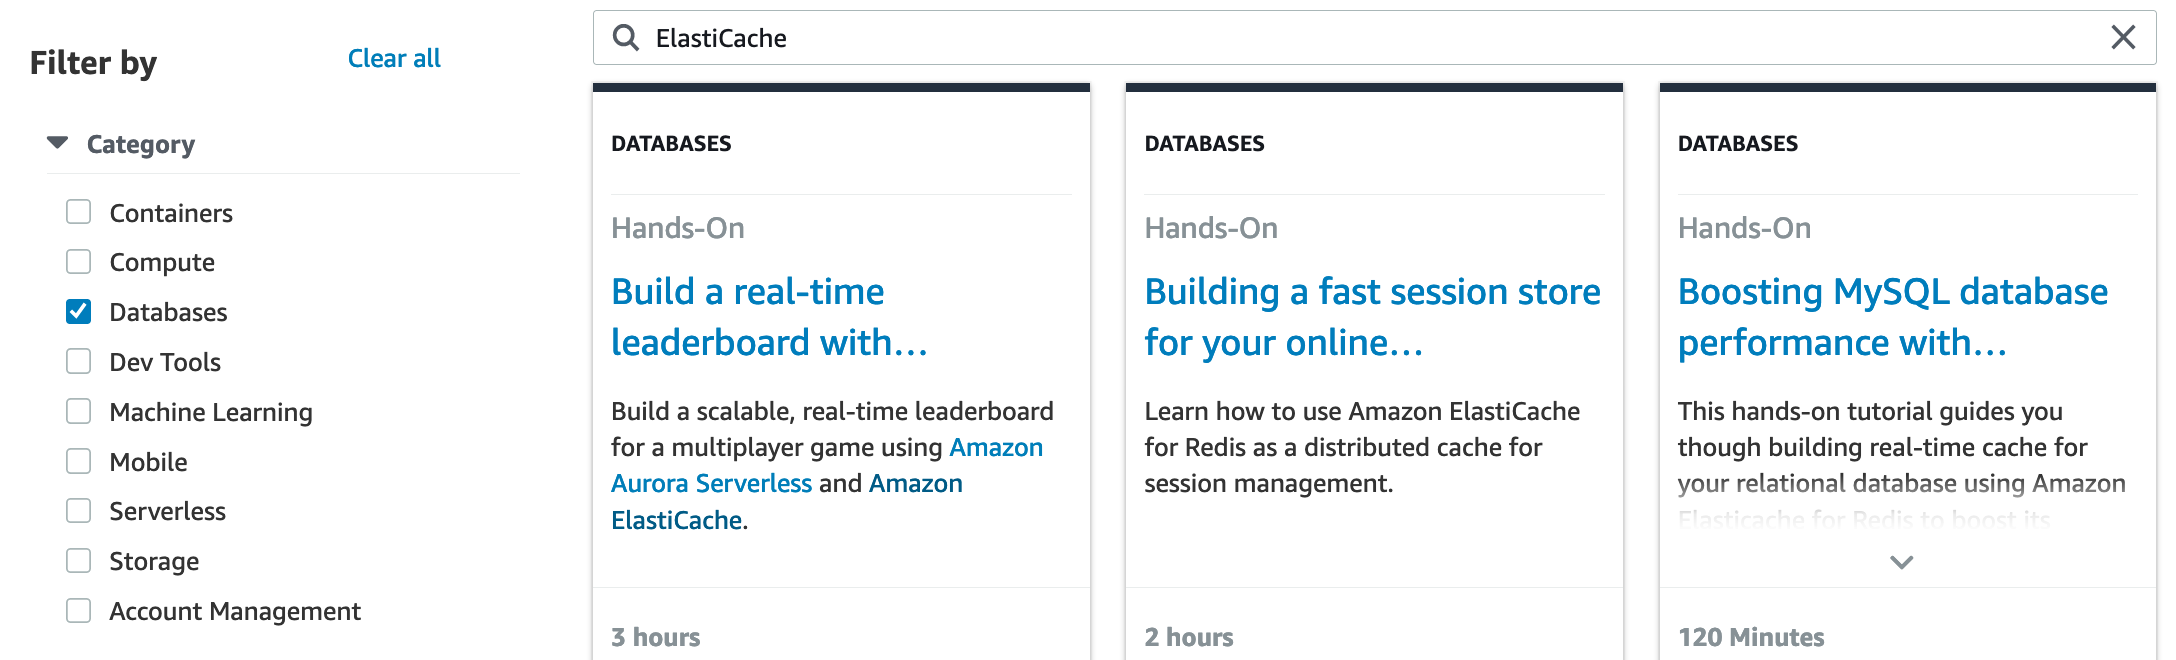 Filter by
Clear all
Category
Containers
Compute
Databases
Dev Tools
Machine Learning
Mobile
Serverless
Storage
Account Management
ElastiCache
DATABASES
Hands-On
Build a real-time
leaderboard with…
Build a scalable, real-time leaderboard
for a multiplayer game using Amazon
Aurora Serverless and Amazon
ElastiCache.
3 hours
DATABASES
Hands-On
Building a fast session store
for your online…
Learn how to use Amazon ElastiCache
for Redis as a distributed cache for
session management.
2 hours
DATABASES
Hands-On
Boosting MySQL database
performance with…
This hands-on tutorial guides you
though building real-time cache for
your relational database using Amazon
Elasticache for Redis to boost its
120 Minutes